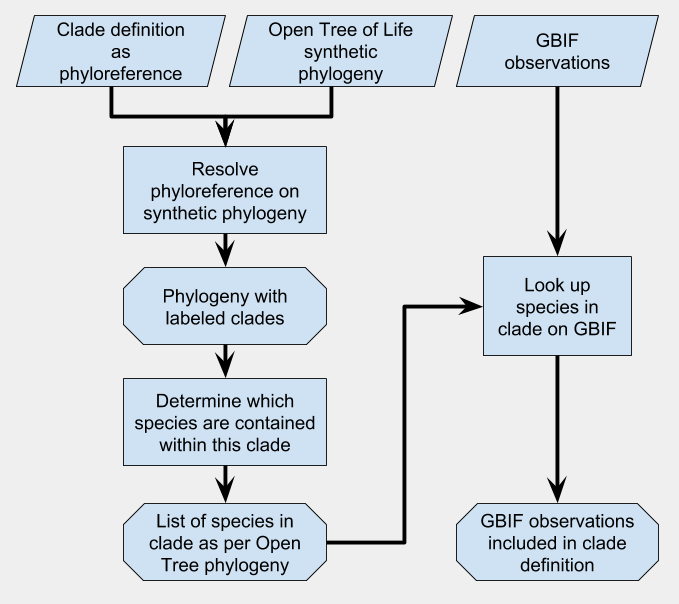 Clade definition
as
phyloreference
Open Tree of Life
synthetic
phylogeny
GBIF
observations
Resolve
phyloreference on
synthetic phylogeny
Phylogeny with
labeled clades
Look up
species in
clade on GBIF
Determine which
species are contained
within this clade
List of species in
clade as per Open
Tree phylogeny
GBIF observations
included in clade
definition